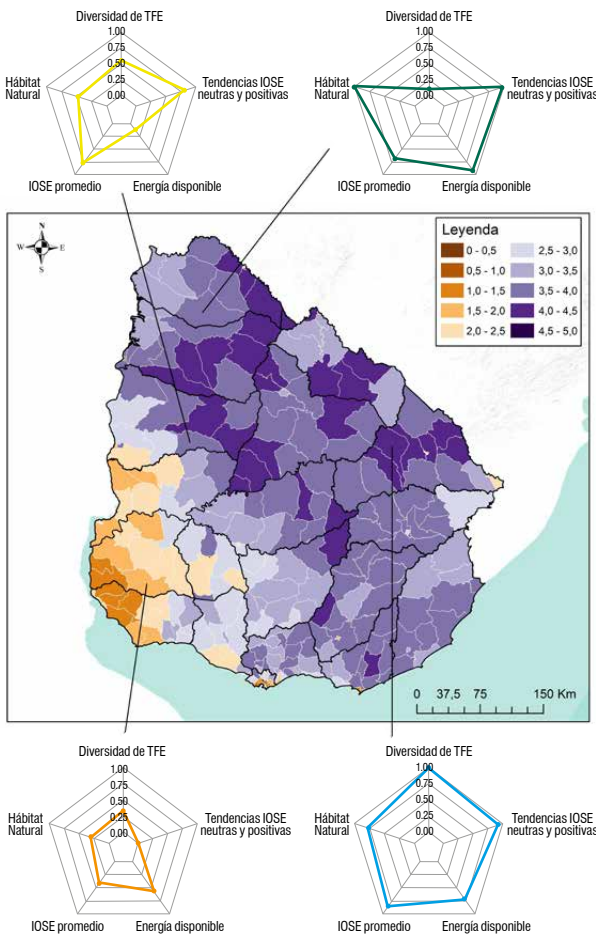 Diversidad de TFE
1.00
0.75
0.50
0.25
0.00
Hábitat
Natural
Tendencias IOSE
neutras y positivas
IOSE promedio
Energía disponible
Diversidad de TFE
1.00
0.75
0.50
0.25
0.00
Hábitat
Natural
Tendencias IOSE
neutras y positivas
IOSE promedio
Energía disponible
N
W
E
S
Leyenda
0 - 0,5
0,5 - 1,0
1,0 - 1,5
1,5 - 2,0
2,0 - 2,5
2,5 - 3,0
3,0 - 3,5
3,5 - 4,0
4,0 - 4,5
4,5 - 5,0
0 37,5 75 150 Km
Diversidad de TFE
1.00
0.75
0.50
0.25
0.00
Hábitat
Natural
Tendencias IOSE
neutras y positivas
IOSE promedio
Energía disponible
Diversidad de TFE
1.00
0.75
0.50
0.25
0.00
Hábitat
Natural
Tendencias IOSE
neutras y positivas
IOSE promedio
Energía disponible